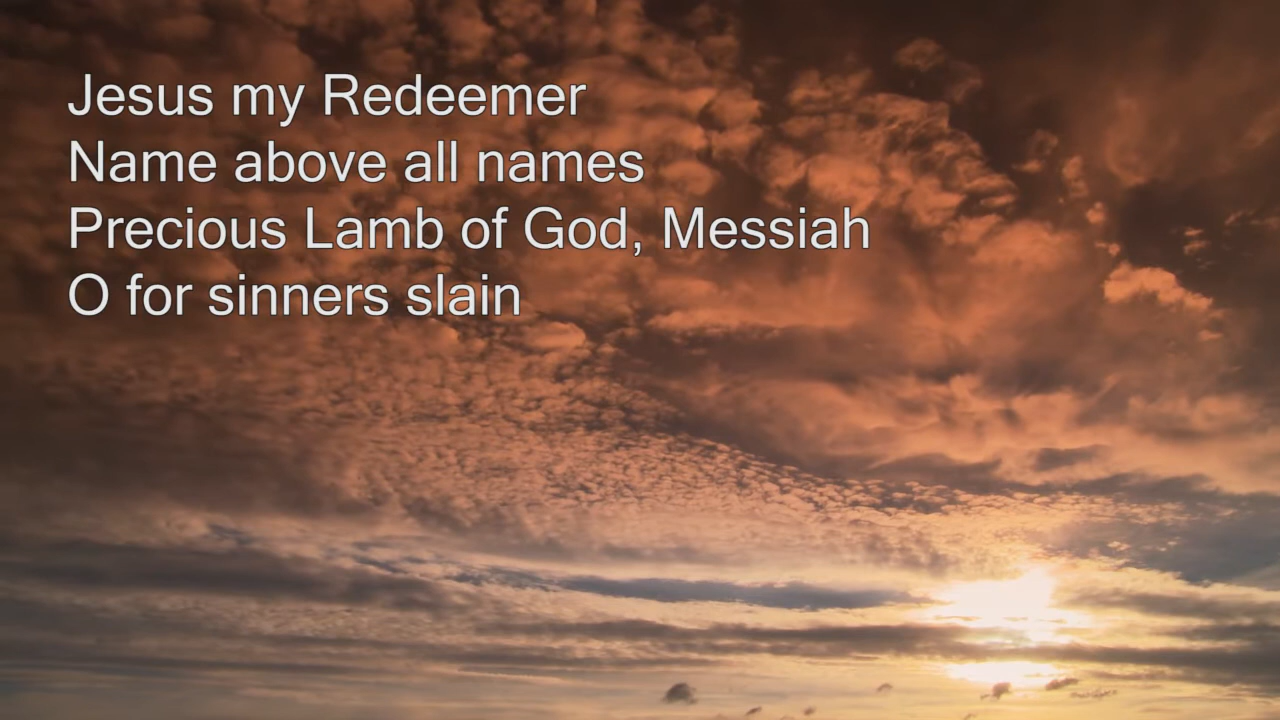 Jesus my Redeemer
Name above all names
Precious Lamb of God, Messiah
O for sinners slain